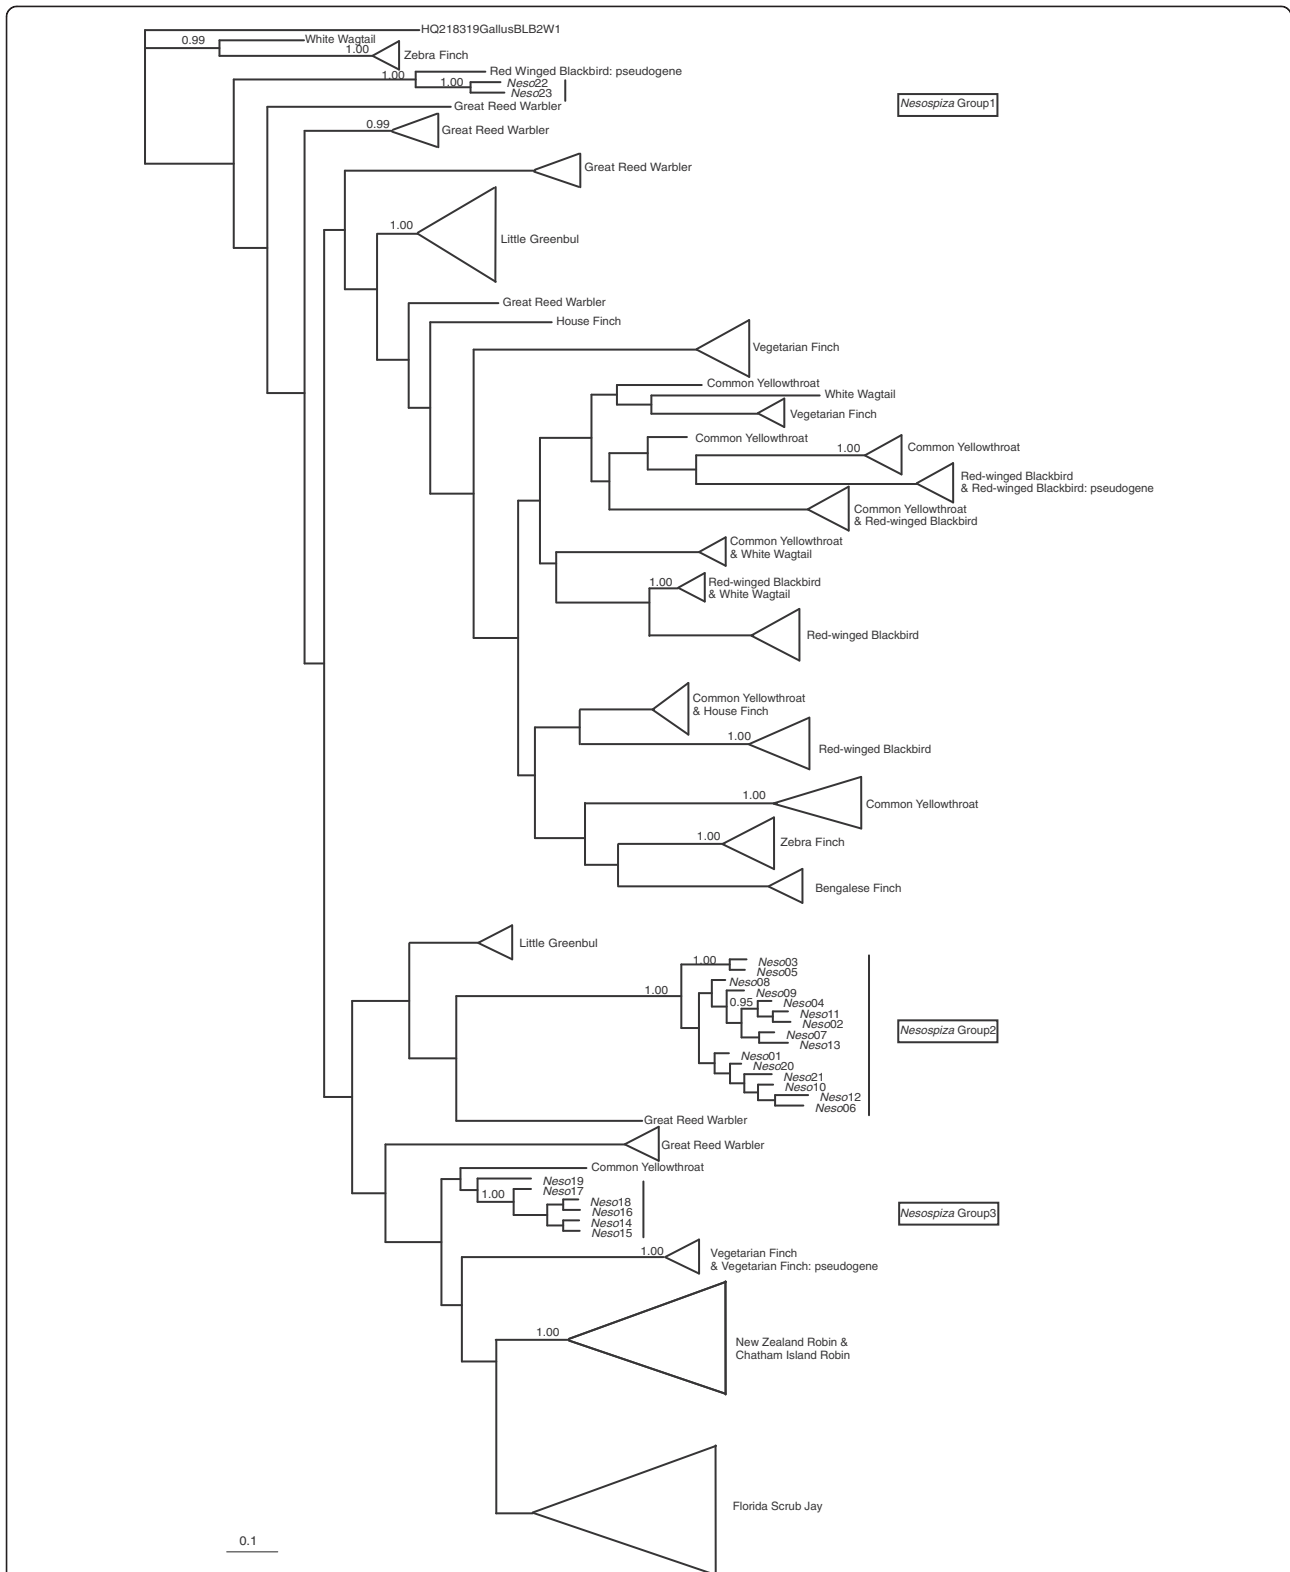 HQ218319GallusBLB2W1
0.99
White Wagtail
1.00
Zebra Finch
Red Winged Blackbird: pseudogene
1.00
1.00
Neso22
Neso23
Nesospiza Group1
Great Reed Warbler
0.99
Great Reed Warbler
Great Reed Warbler
1.00
Little Greenbul
Great Reed Warbler
House Finch
Vegetarian Finch
Common Yellowthroat
White Wagtail
Vegetarian Finch
Common Yellowthroat
1.00
Common Yellowthroat
Red-winged Blackbird
& Red-winged Blackbird: pseudogene
Common Yellowthroat
& Red-winged Blackbird
Common Yellowthroat
& White Wagtail
1.00
Red-winged Blackbird
& White Wagtail
Red-winged Blackbird
Common Yellowthroat
& House Finch
1.00
Red-winged Blackbird
1.00
Common Yellowthroat
1.00
Zebra Finch
Bengalese Finch
Little Greenbul
1.00
1.00
Neso03
Neso05
Neso08
Neso09
0.95
Neso04
Neso11
Neso02
Neso07
Neso13
Neso01
Neso20
Neso21
Neso10
Neso12
Neso06
Nesospiza Group2
Great Reed Warbler
Great Reed Warbler
Common Yellowthroat
Neso19
Neso17
1.00
Neso18
Neso16
Neso14
Neso15
Nesospiza Group3
1.00
Vegetarian Finch
& Vegetarian Finch: pseudogene
1.00
New Zealand Robin &
Chatham Island Robin
Florida Scrub Jay
0.1